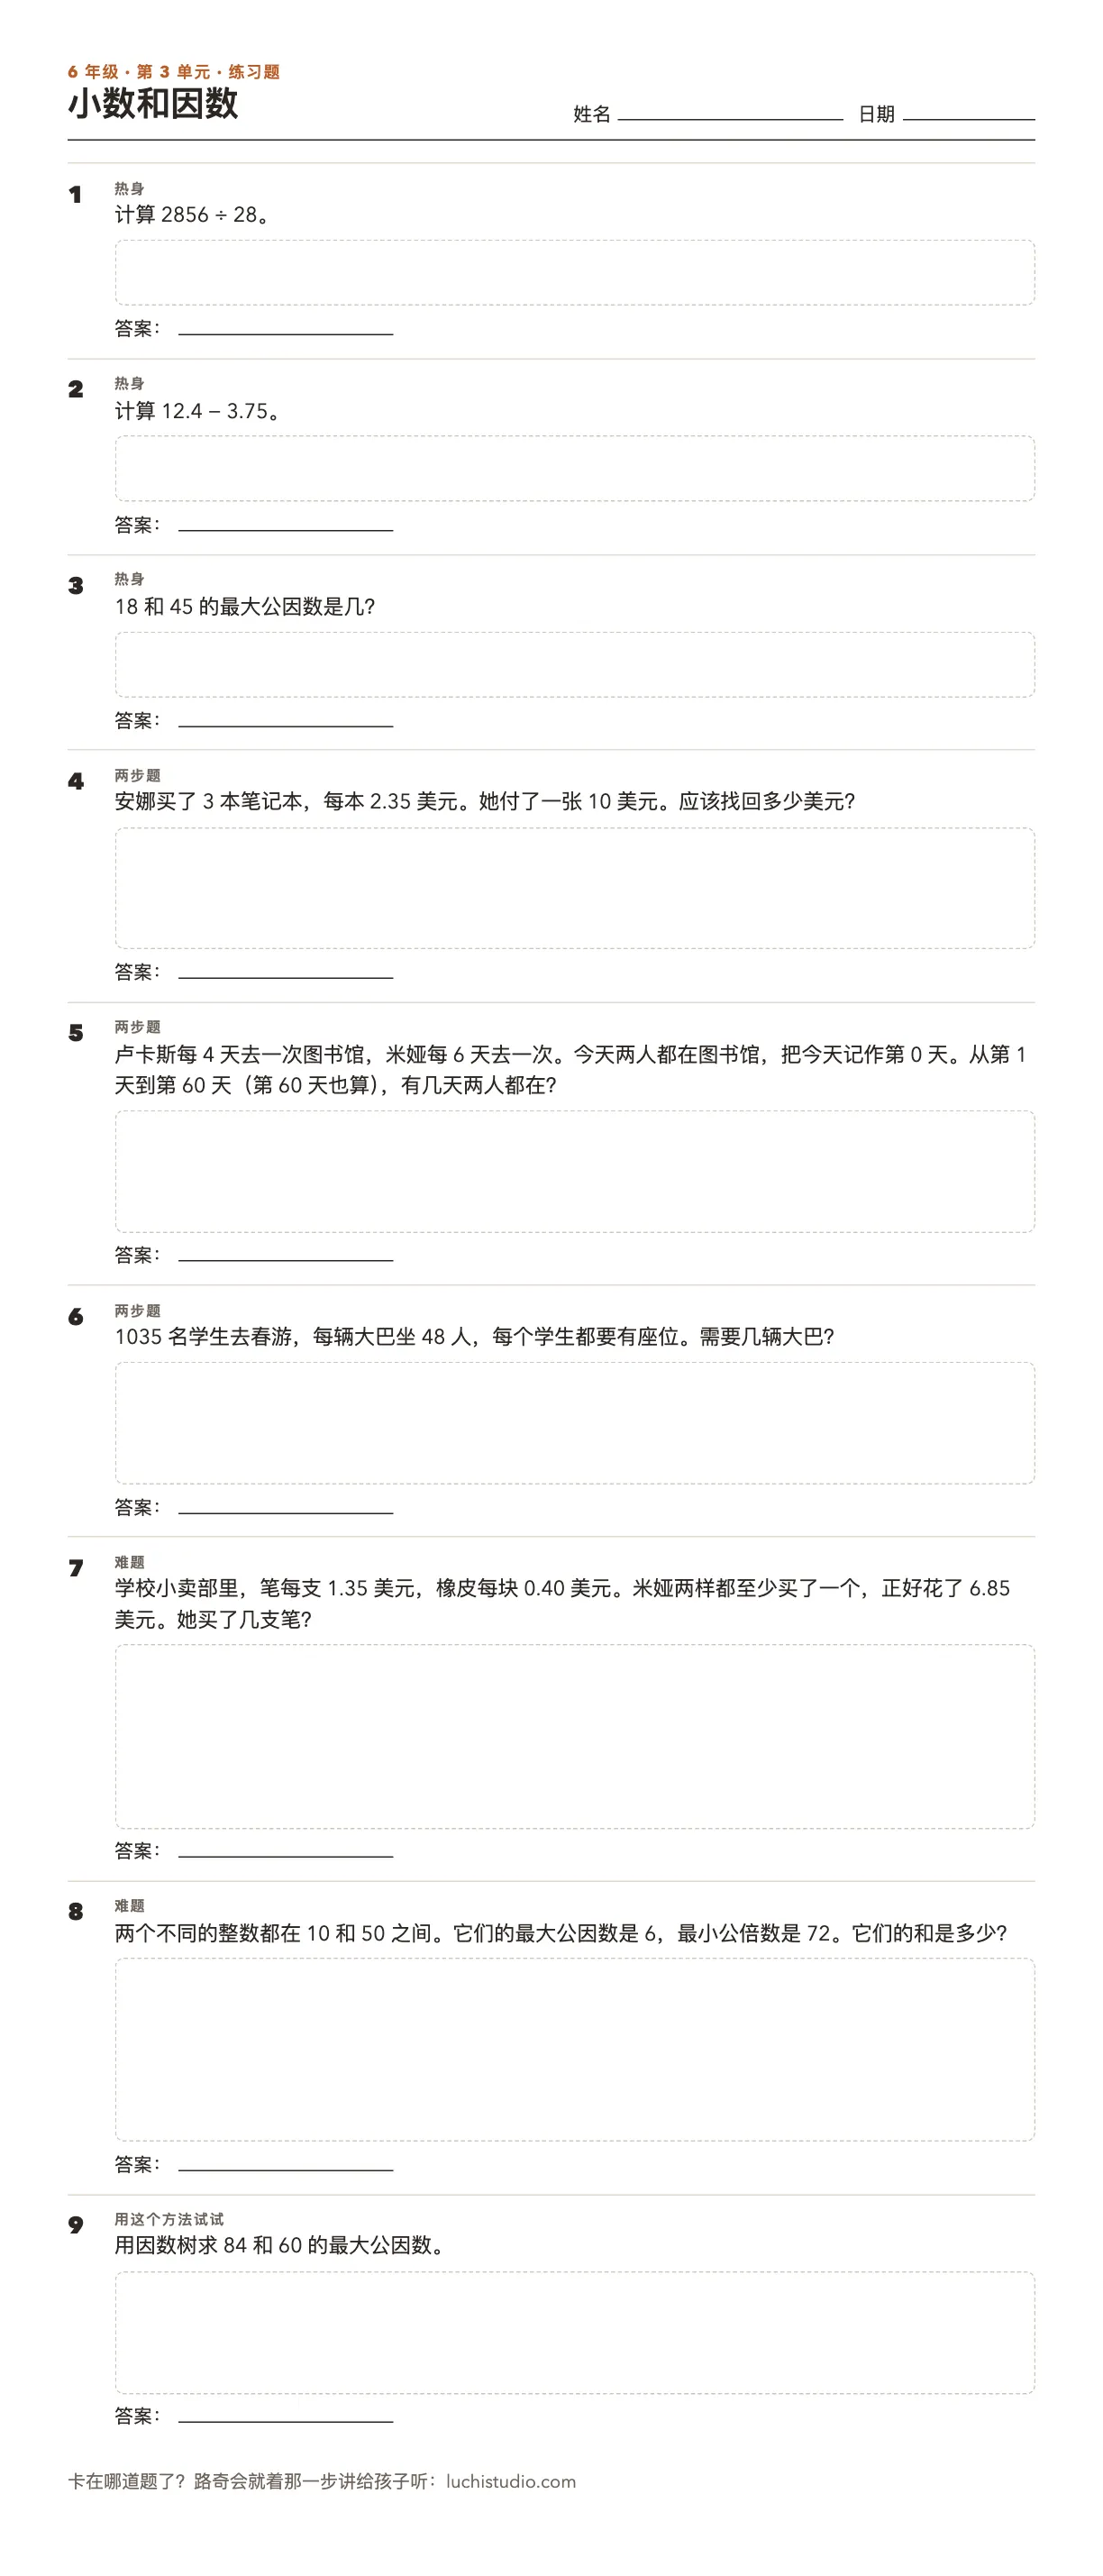 6 年级 · 第 3 单元 · 练习题
小数和因数
姓名 日期
1
热身
计算 2856 ÷ 28。
答案：
2
热身
计算 12.4 − 3.75。
答案：
3
热身
18 和 45 的最大公因数是几？
答案：
4
两步题
安娜买了 3 本笔记本，每本 2.35 美元。她付了一张 10 美元。应该找回多少美元？
答案：
5
两步题
卢卡斯每 4 天去一次图书馆，米娅每 6 天去一次。今天两人都在图书馆，把今天记作第 0 天。从第 1
天到第 60 天（第 60 天也算），有几天两人都在？
答案：
6
两步题
1035 名学生去春游，每辆大巴坐 48 人，每个学生都要有座位。需要几辆大巴？
答案：
7
难题
学校小卖部里，笔每支 1.35 美元，橡皮每块 0.40 美元。米娅两样都至少买了一个，正好花了 6.85
美元。她买了几支笔？
答案：
8
难题
两个不同的整数都在 10 和 50 之间。它们的最大公因数是 6，最小公倍数是 72。它们的和是多少？
答案：
9
用这个方法试试
用因数树求 84 和 60 的最大公因数。
答案：
卡在哪道题了？路奇会就着那一步讲给孩子听：luchistudio.com